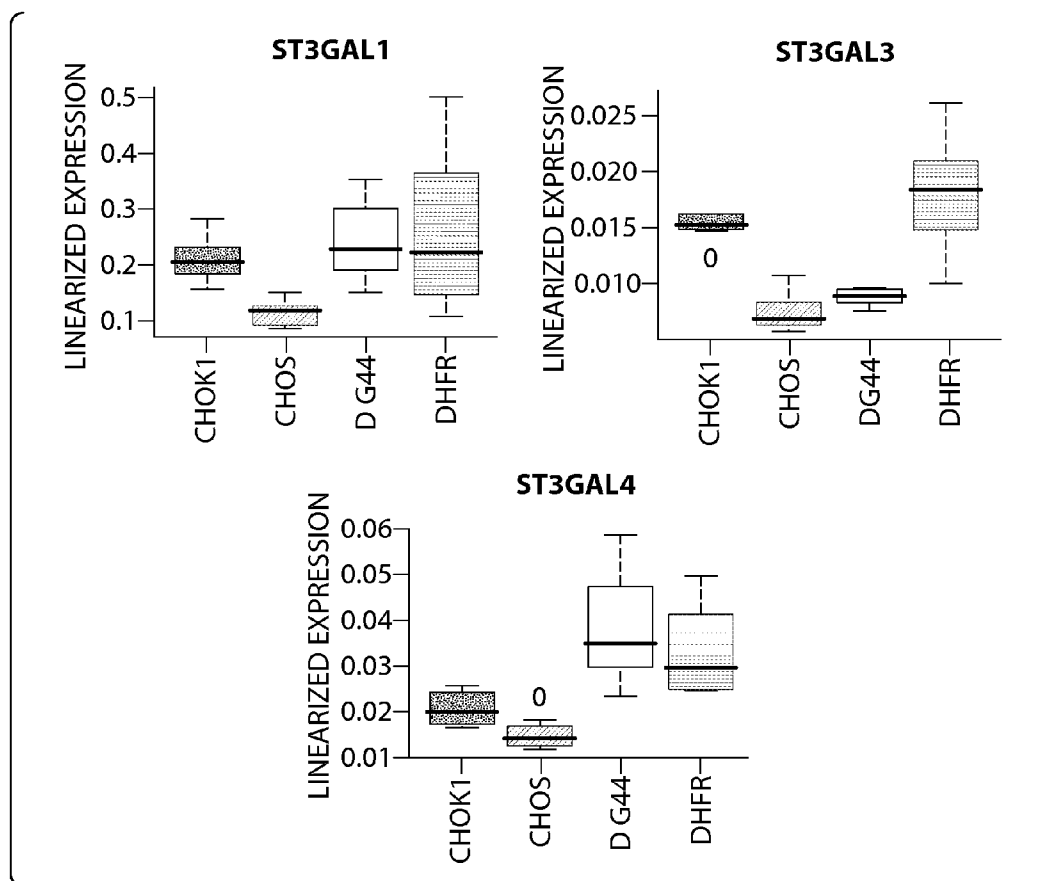 ST3GAL1
LINEARIZED EXPRESSION
0.5
0.4
0.3
0.2
0.1
CHOK1
CHOS
D G44
DHFR
ST3GAL3
LINEARIZED EXPRESSION
0.025
0.020
0.015
0.010
0
CHOK1
CHOS
DG44
DHFR
ST3GAL4
LINEARIZED EXPRESSION
0.06
0.05
0.04
0.03
0.02
0.01
0
CHOK1
CHOS
D G44
DHFR